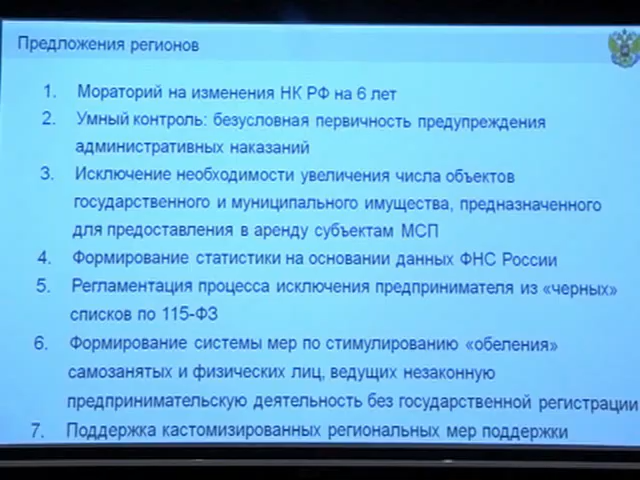 Предложения регионов
1. Мораторий на изменения НК РФ на 6 лет
2. Умный контроль: безусловная первичность предупреждения
административных наказаний
3. Исключение необходимости увеличения числа объектов
государственного и муниципального имущества, предназначенного
для предоставления в аренду субъектам МСП
4. Формирование статистики на основании данных ФНС России
5. Регламентация процесса исключения предпринимателя из «черных»
списков по 115-ФЗ
6. Формирование системы мер по стимулированию «обеления»
самозанятых и физических лиц, ведущих незаконную
предпринимательскую деятельность без государственной регистрации
7. Поддержка кастомизированных региональных мер поддержки